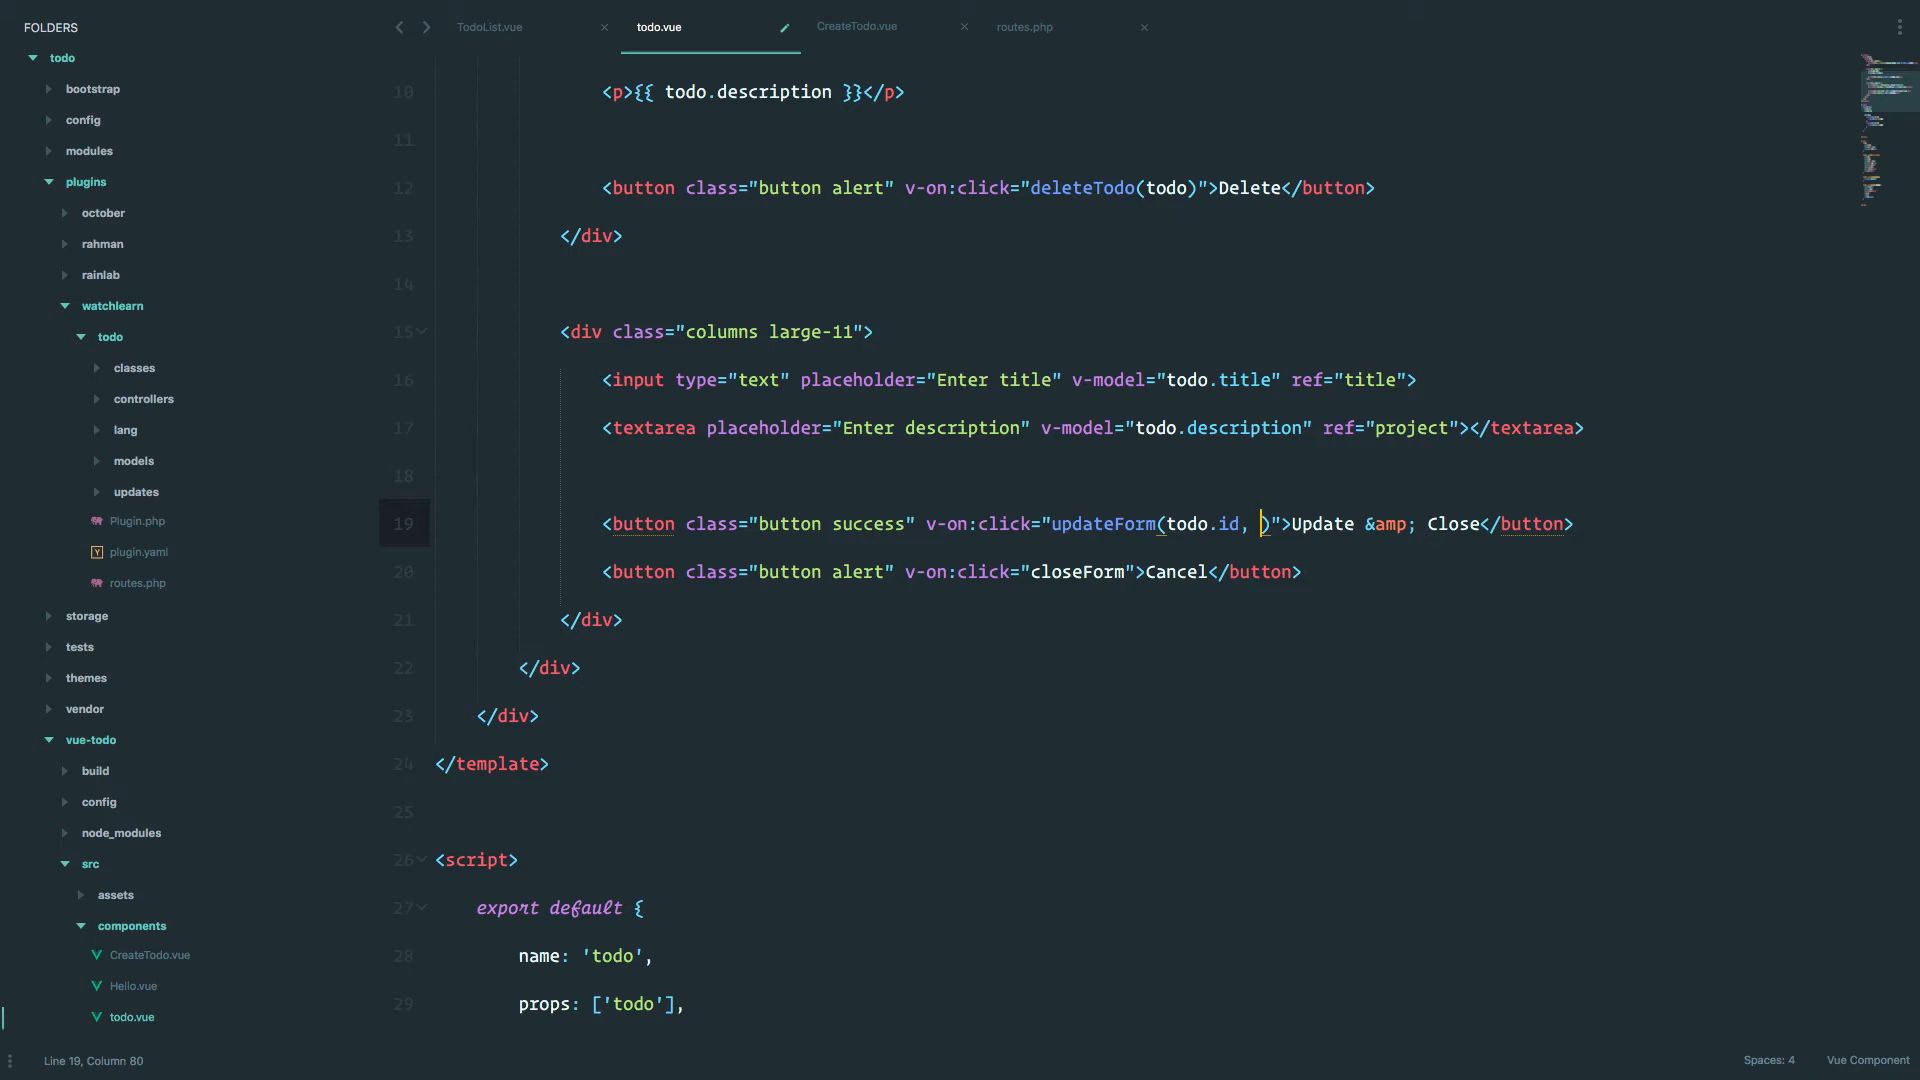 FOLDERS
todo
bootstrap
config
modules
plugins
october
rahman
rainlab
watchlearn
todo
classes
controllers
lang
models
updates
Plugin.php
plugin.yaml
routes.php
storage
tests
themes
vendor
vue-todo
build
config
node_modules
src
assets
components
CreateTodo.vue
Hello.vue
todo.vue
TodoList.vue
todo.vue
CreateTodo.vue
routes.php
10 <p>{{ todo.description }}</p>
11
12 <button class="button alert" v-on:click="deleteTodo(todo)">Delete</button>
13 </div>
14
15 <div class="columns large-11">
16 <input type="text" placeholder="Enter title" v-model="todo.title" ref="title">
17 <textarea placeholder="Enter description" v-model="todo.description" ref="project"></textarea>
18
19 <button class="button success" v-on:click="updateForm(todo.id, )">Update &amp; Close</button>
20 <button class="button alert" v-on:click="closeForm">Cancel</button>
21 </div>
22 </div>
23 </div>
24 </template>
25
26 <script>
27 export default {
28 name: 'todo',
29 props: ['todo'],
Line 19, Column 80
Spaces: 4
Vue Component